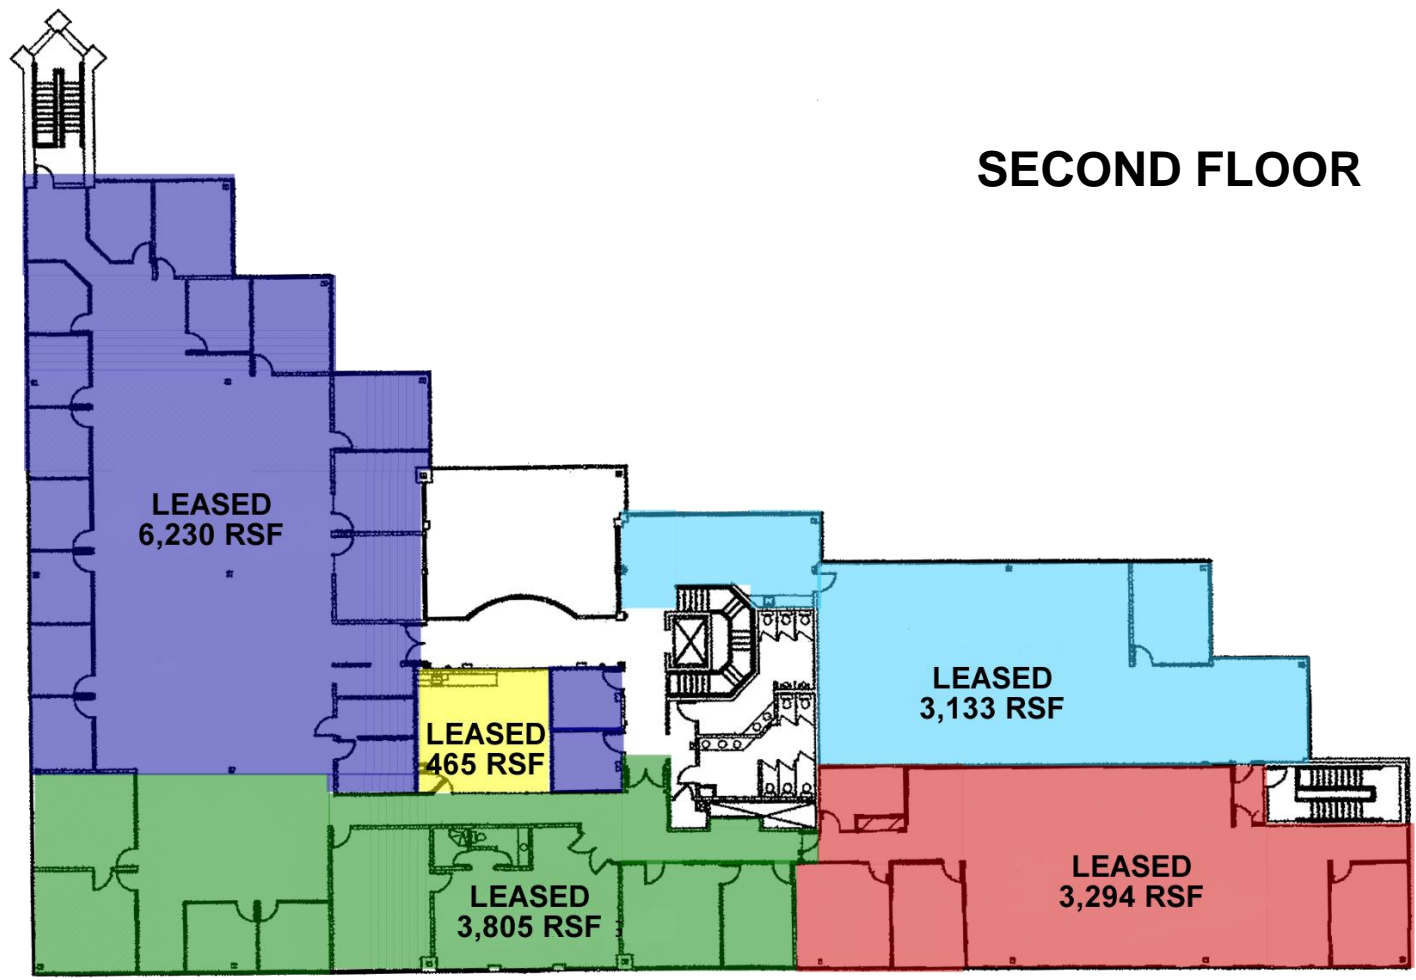 SECOND FLOOR
LEASED
6,230 RSF
LEASED
3,133 RSF
LEASED
465 RSF
LEASED
3,805 RSF
LEASED
3,294 RSF